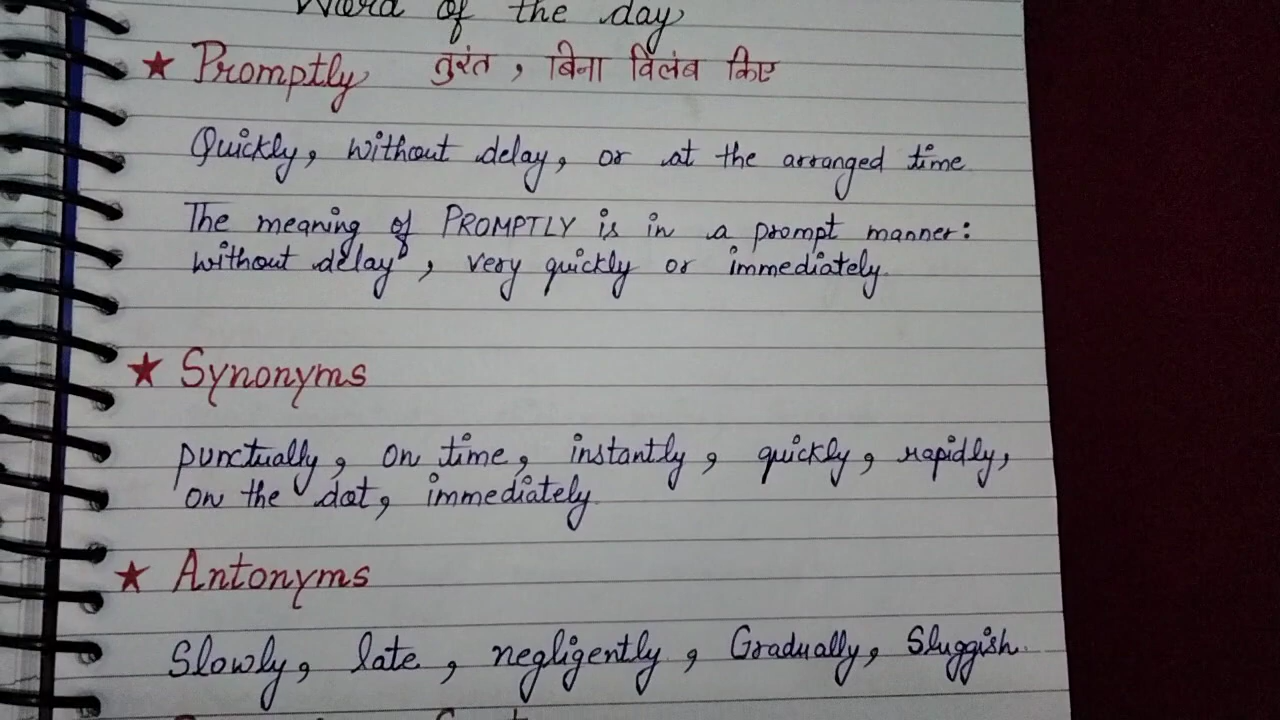 Word of the day
★ Promptly तुरंत , बिना विलंब किए
Quickly, without delay, or at the arranged time
The meaning of PROMPTLY is in a prompt manner:
without delay , very quickly or immediately.
★ Synonyms
punctually, on time, instantly, quickly, rapidly,
on the dot, immediately.
★ Antonyms
Slowly, late , negligently , Gradually, Sluggish.